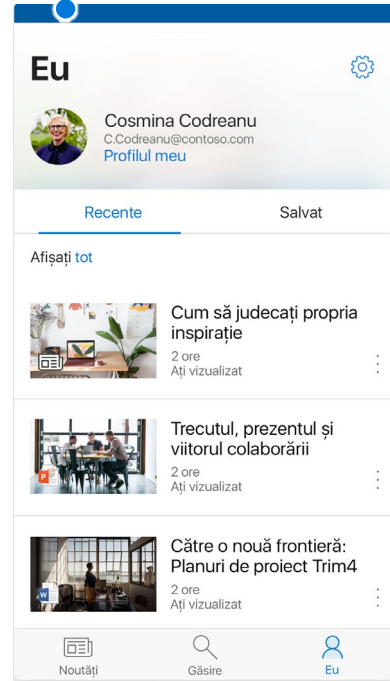 Eu
Cosmina Codreanu
C.Codreanu@contoso.com
Profilul meu
Recente
Salvat
Afișați tot
Cum să judecați propria
inspirație
2 ore
Ați vizualizat
Trecutul, prezentul și
viitorul colaborării
2 ore
Ați vizualizat
P
Către o nouă frontieră:
Planuri de proiect Trim4
2 ore
Ați vizualizat
w
Noutăți
Găsire
Eu